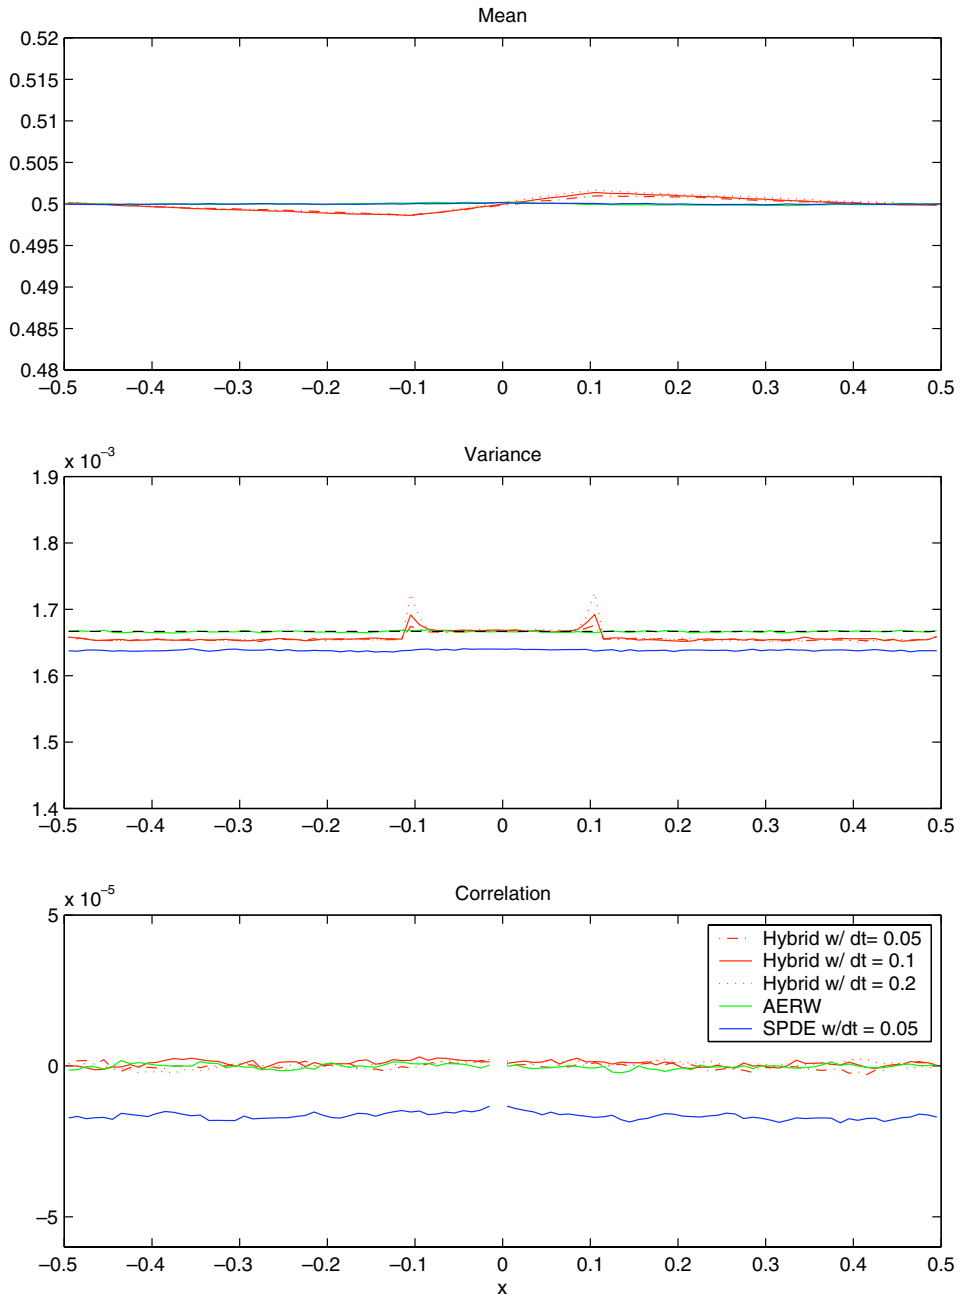 Mean
0.52
0.515
0.51
0.505
0.5
0.495
0.49
0.485
0.48
−0.5 −0.4 −0.3 −0.2 −0.1 0 0.1 0.2 0.3 0.4 0.5
x 10−3
Variance
1.9
1.8
1.7
1.6
1.5
1.4
−0.5 −0.4 −0.3 −0.2 −0.1 0 0.1 0.2 0.3 0.4 0.5
x 10−5
Correlation
5
0
−5
Hybrid w/ dt= 0.05
Hybrid w/ dt = 0.1
Hybrid w/ dt = 0.2
AERW
SPDE w/dt = 0.05
−0.5 −0.4 −0.3 −0.2 −0.1 0 0.1 0.2 0.3 0.4 0.5
x